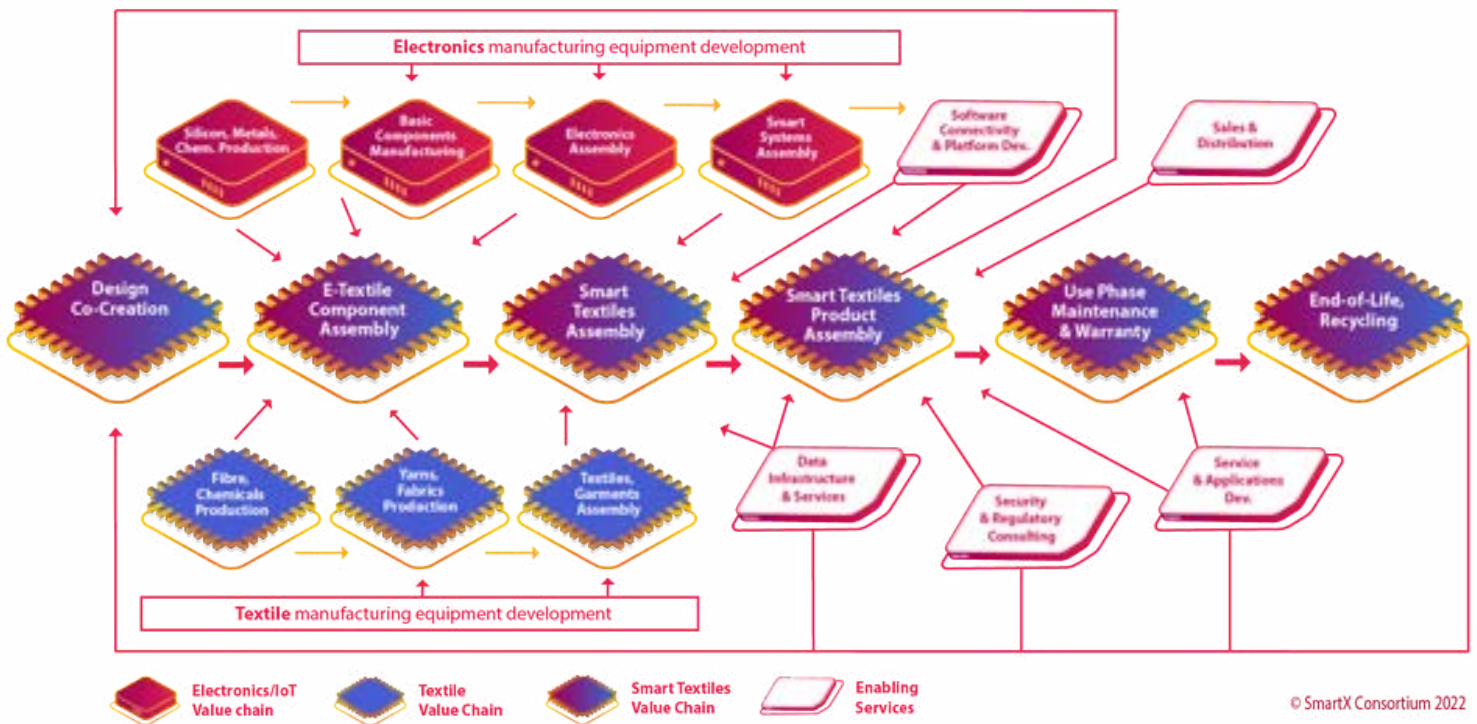 Electronics manufacturing equipment development
Silicon, Metals,
Chem. Production
Basic
Components
Manufacturing
Electronics
Assembly
Smart
Systems
Assembly
Software
Connectivity
& Platform Dev.
Sales &
Distribution
Design
Co-Creation
E-Textile
Component
Assembly
Smart
Textiles
Assembly
Smart Textiles
Product
Assembly
Use Phase
Maintenance
& Warranty
End-of-Life,
Recycling
Fibre,
Chemicals
Production
Yarns,
Fabrics
Production
Textiles,
Garments
Assembly
Data
Infrastructure
& Services
Security
& Regulatory
Consulting
Service
& Applications
Dev.
Textile manufacturing equipment development
Electronics/IoT
Value chain
Textile
Value Chain
Smart Textiles
Value Chain
Enabling
Services
© SmartX Consortium 2022